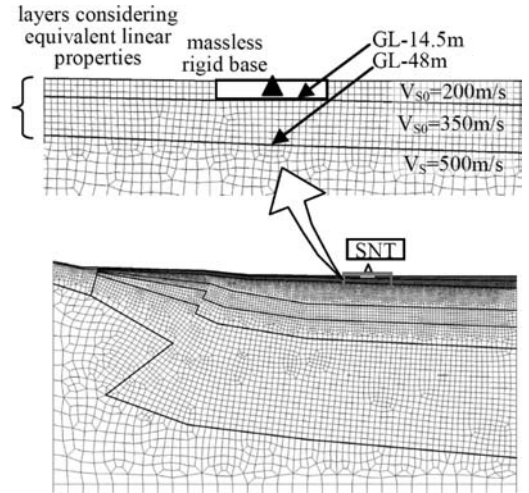 layers considering
equivalent linear
properties
massless
rigid base
GL-14.5m
GL-48m
V_S0=200m/s
V_S0=350m/s
V_S=500m/s
SNT